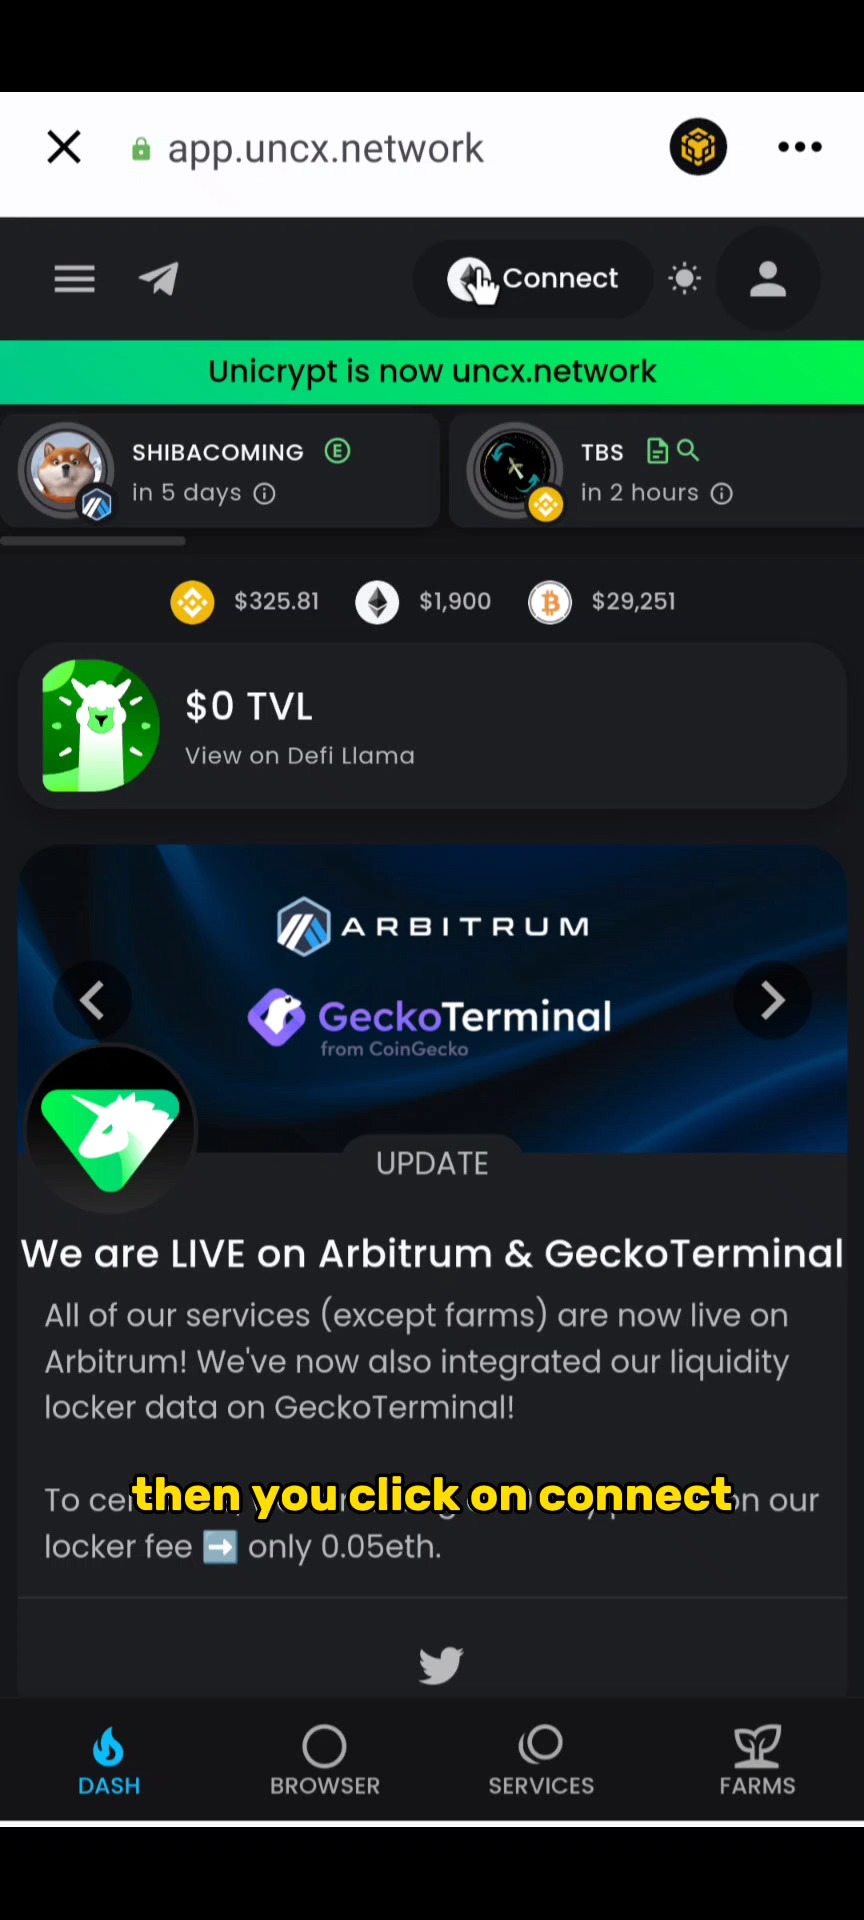 app.uncx.network
Connect
Unicrypt is now uncx.network
SHIBACOMING E
in 5 days
TBS
in 2 hours
$325.81 $1,900 $29,251
$0 TVL
View on Defi Llama
ARBITRUM
GeckoTerminal
from CoinGecko
UPDATE
We are LIVE on Arbitrum & GeckoTerminal
All of our services (except farms) are now live on
Arbitrum! We've now also integrated our liquidity
locker data on GeckoTerminal!
then you click on connect
To our
locker fee ➡️ only 0.05eth.
DASH BROWSER SERVICES FARMS